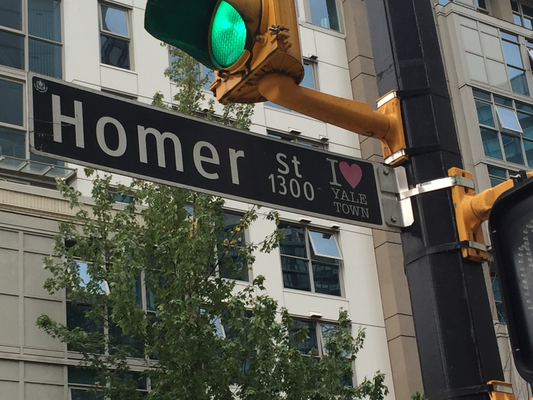 Homer St
1300
I ♥
YALE
TOWN